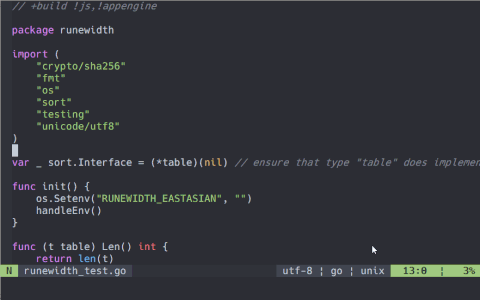 // +build !js,!appengine
package runewidth
import (
"crypto/sha256"
"fmt"
"os"
"sort"
"testing"
"unicode/utf8"
)
var _ sort.Interface = (*table)(nil) // ensure that type "table" does implemen
func init() {
os.Setenv("RUNEWIDTH_EASTASIAN", "")
handleEnv()
}
func (t table) Len() int {
return len(t)
N runewidth_test.go utf-8 ¦ go ¦ unix 13:0 ¦ 3%